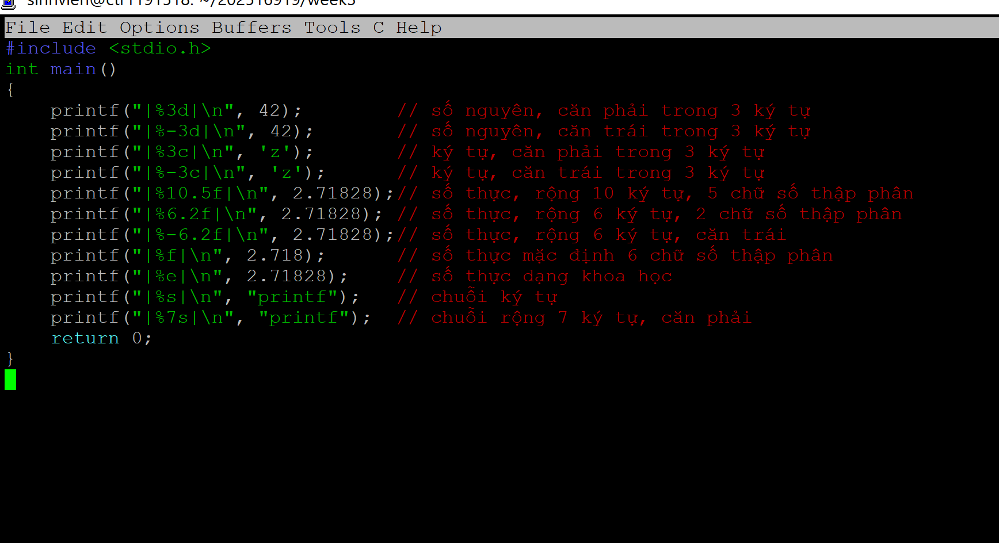 File Edit Options Buffers Tools C Help
#include <stdio.h>
int main()
{
    printf("|%3d|\n", 42);        // số nguyên, căn phải trong 3 ký tự
    printf("|%-3d|\n", 42);       // số nguyên, căn trái trong 3 ký tự
    printf("|%3c|\n", 'z');       // ký tự, căn phải trong 3 ký tự
    printf("|%-3c|\n", 'z');      // ký tự, căn trái trong 3 ký tự
    printf("|%10.5f|\n", 2.71828);// số thực, rộng 10 ký tự, 5 chữ số thập phân
    printf("|%6.2f|\n", 2.71828); // số thực, rộng 6 ký tự, 2 chữ số thập phân
    printf("|%-6.2f|\n", 2.71828);// số thực, rộng 6 ký tự, căn trái
    printf("|%f|\n", 2.718);      // số thực mặc định 6 chữ số thập phân
    printf("|%e|\n", 2.71828);    // số thực dạng khoa học
    printf("|%s|\n", "printf");   // chuỗi ký tự
    printf("|%7s|\n", "printf");  // chuỗi rộng 7 ký tự, căn phải
    return 0;
}